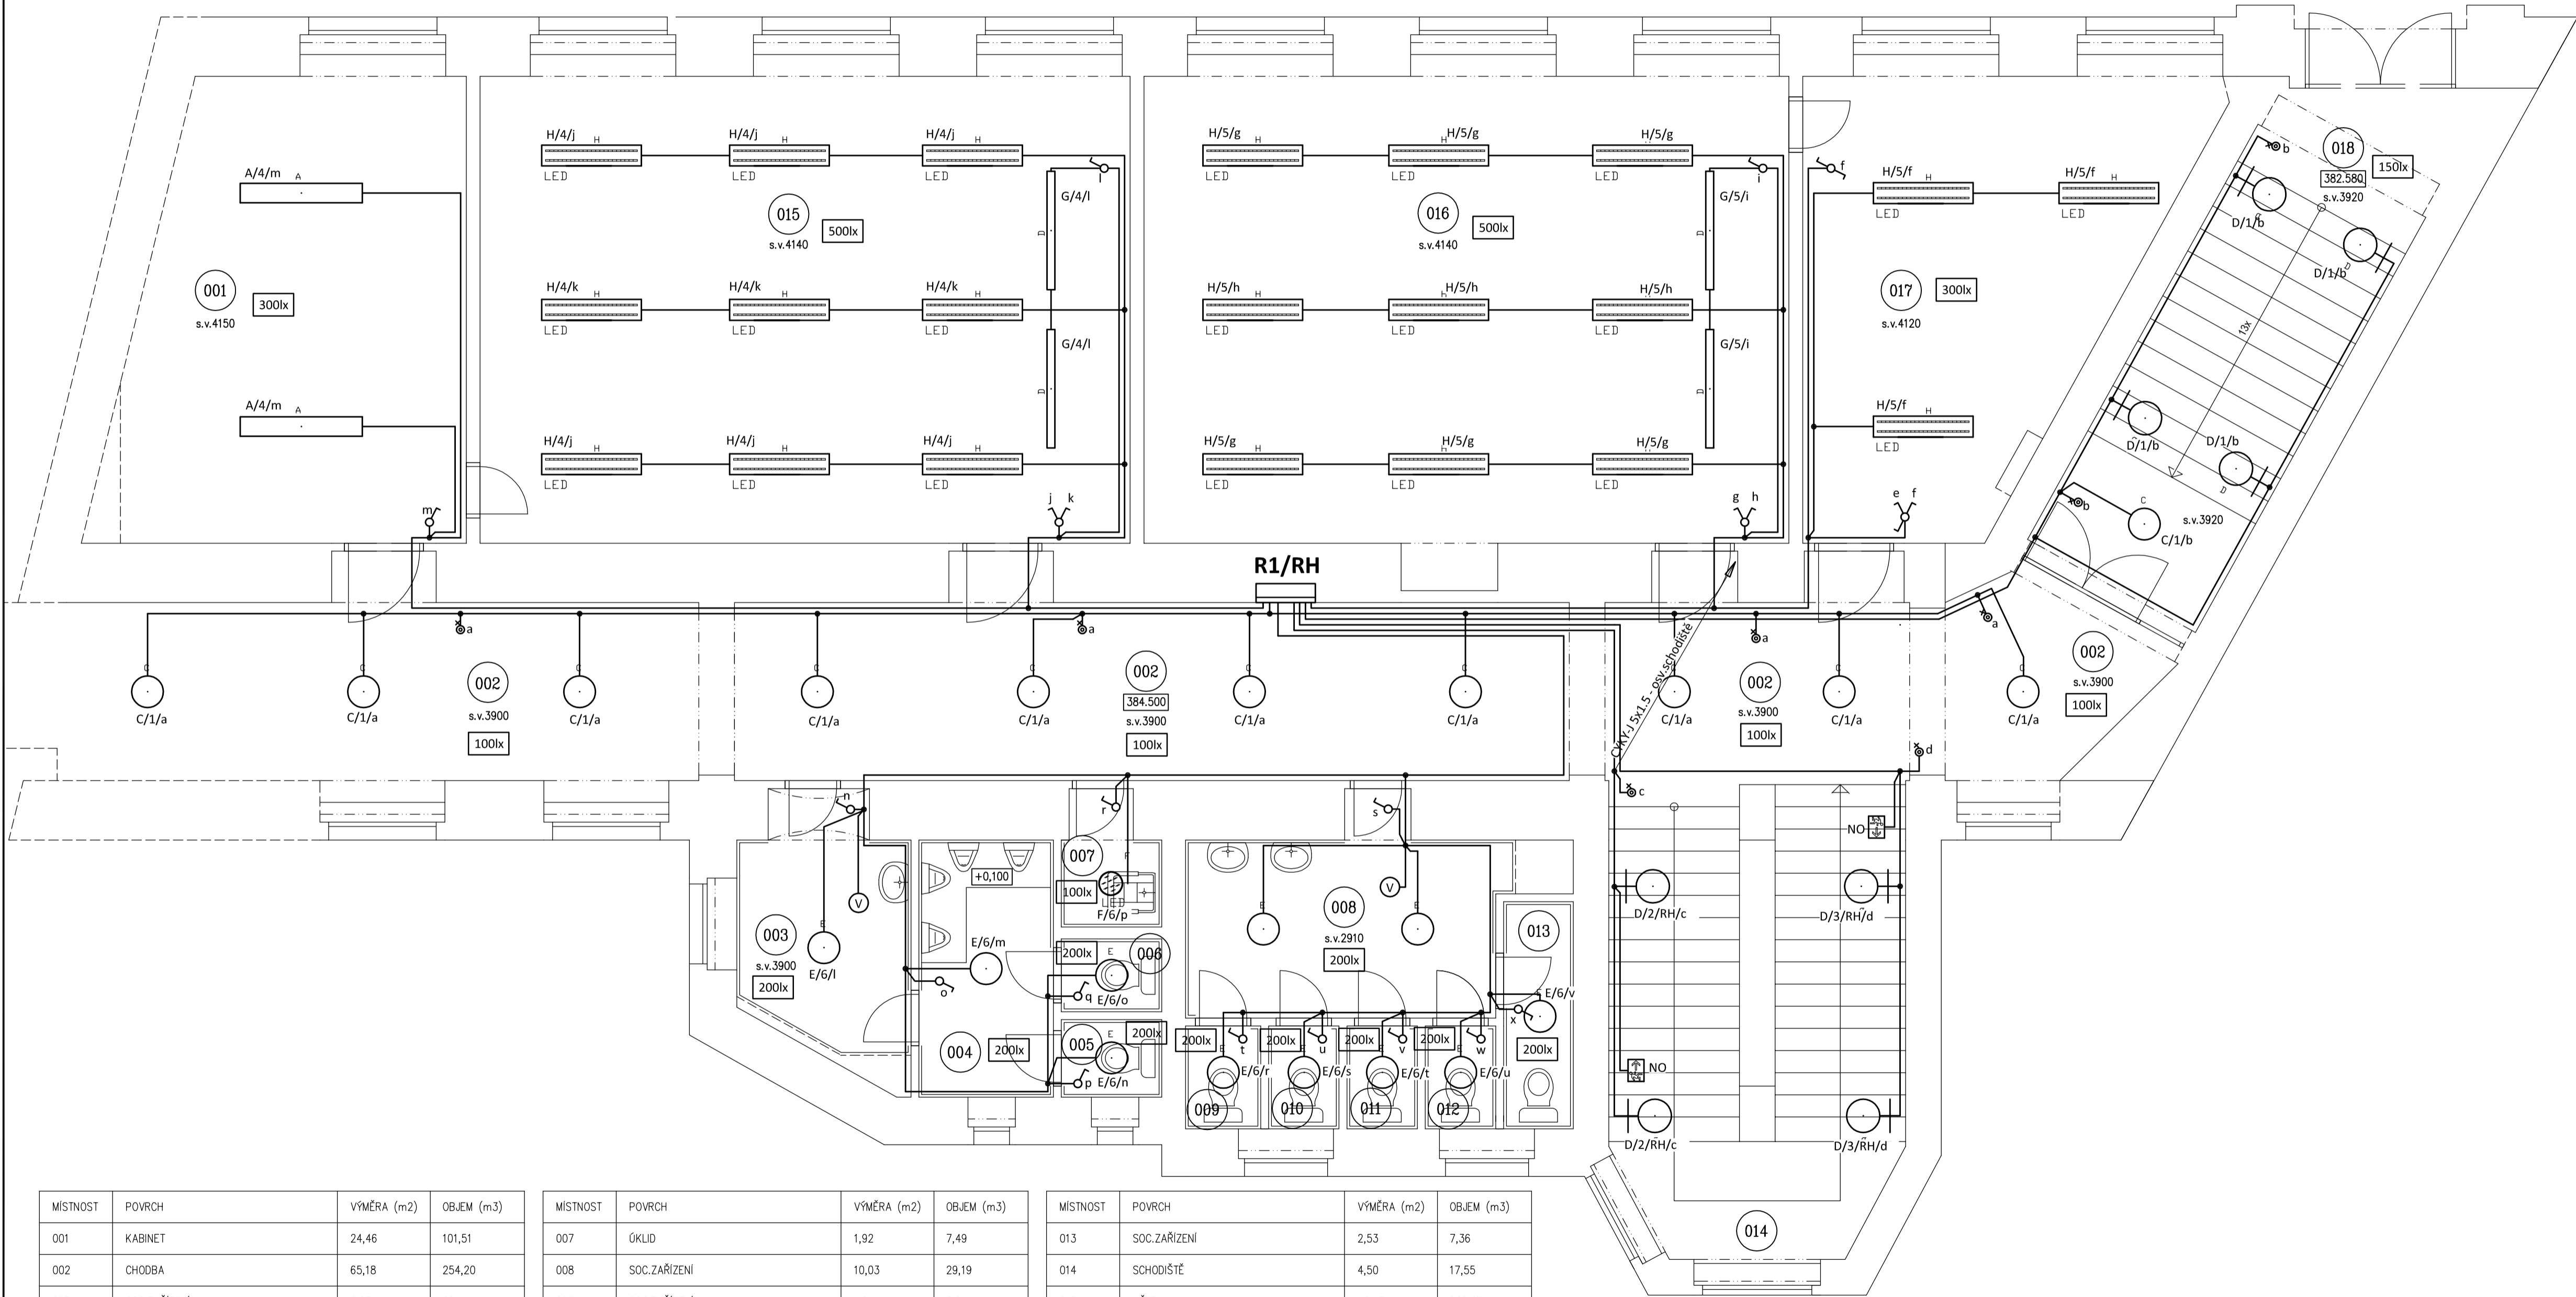 H/4/j H H/4/j H H/4/j H H/5/g H H/5/g H H/5/g
LED LED LED LED LED LED
A/4/m A
l i f
H/5/f H H/5/f H
LED LED
018
150lx
382.580
s.v.3920
b
D/1/b
D/1/b
G/4/l G/5/i
015
500lx
s.v.4140
016
500lx
s.v.4140
D D
001
300lx
s.v.4150
H/4/k H H/4/k H H/4/k H H/5/h H H/5/h H/5/h
LED LED LED LED LED LED
017
300lx
s.v.4120
13x
G/4/l G/5/i
D D
A/4/m A
H/5/f H
LED
H/4/j H H/4/j H H/4/j H H/5/g H H/5/g H/5/g
LED LED LED LED LED LED
D/1/b D/1/b
D
m
j k
g h
e f
b
C
s.v.3920
C/1/b
R1/RH
a a a a
CYKY-J 5x1.5 - osv.schodiště
C C C C C C C C C C
C/1/a C/1/a C/1/a C/1/a C/1/a C/1/a C/1/a C/1/a C/1/a C/1/a
002
s.v.3900
100lx
002
384.500
s.v.3900
100lx
002
s.v.3900
100lx
002
s.v.3900
100lx
d
c
n r s
NO
007
F
100lx
LED
F/6/p
+0,100
V
V
003
s.v.3900
200lx
E
E/6/l
E/6/m
o
008
s.v.2910
200lx
E E
013
D/2/RH/c D/3/RH/d
200lx
E
006
q
E/6/o
E E/6/v
x
200lx
004
200lx
005
E
200lx
p
E/6/n
200lx t E E/6/r
200lx u E E/6/s
200lx v E E/6/t
200lx w E E/6/u
009 010 011 012
NO
D/2/RH/c D/3/RH/d
014
MÍSTNOST POVRCH VÝMĚRA (m2) OBJEM (m3)
001 KABINET 24,46 101,51
002 CHODBA 65,18 254,20
MÍSTNOST POVRCH VÝMĚRA (m2) OBJEM (m3)
007 ÚKLID 1,92 7,49
008 SOC.ZAŘÍZENÍ 10,03 29,19
MÍSTNOST POVRCH VÝMĚRA (m2) OBJEM (m3)
013 SOC.ZAŘÍZENÍ 2,53 7,36
014 SCHODIŠTĚ 4,50 17,55